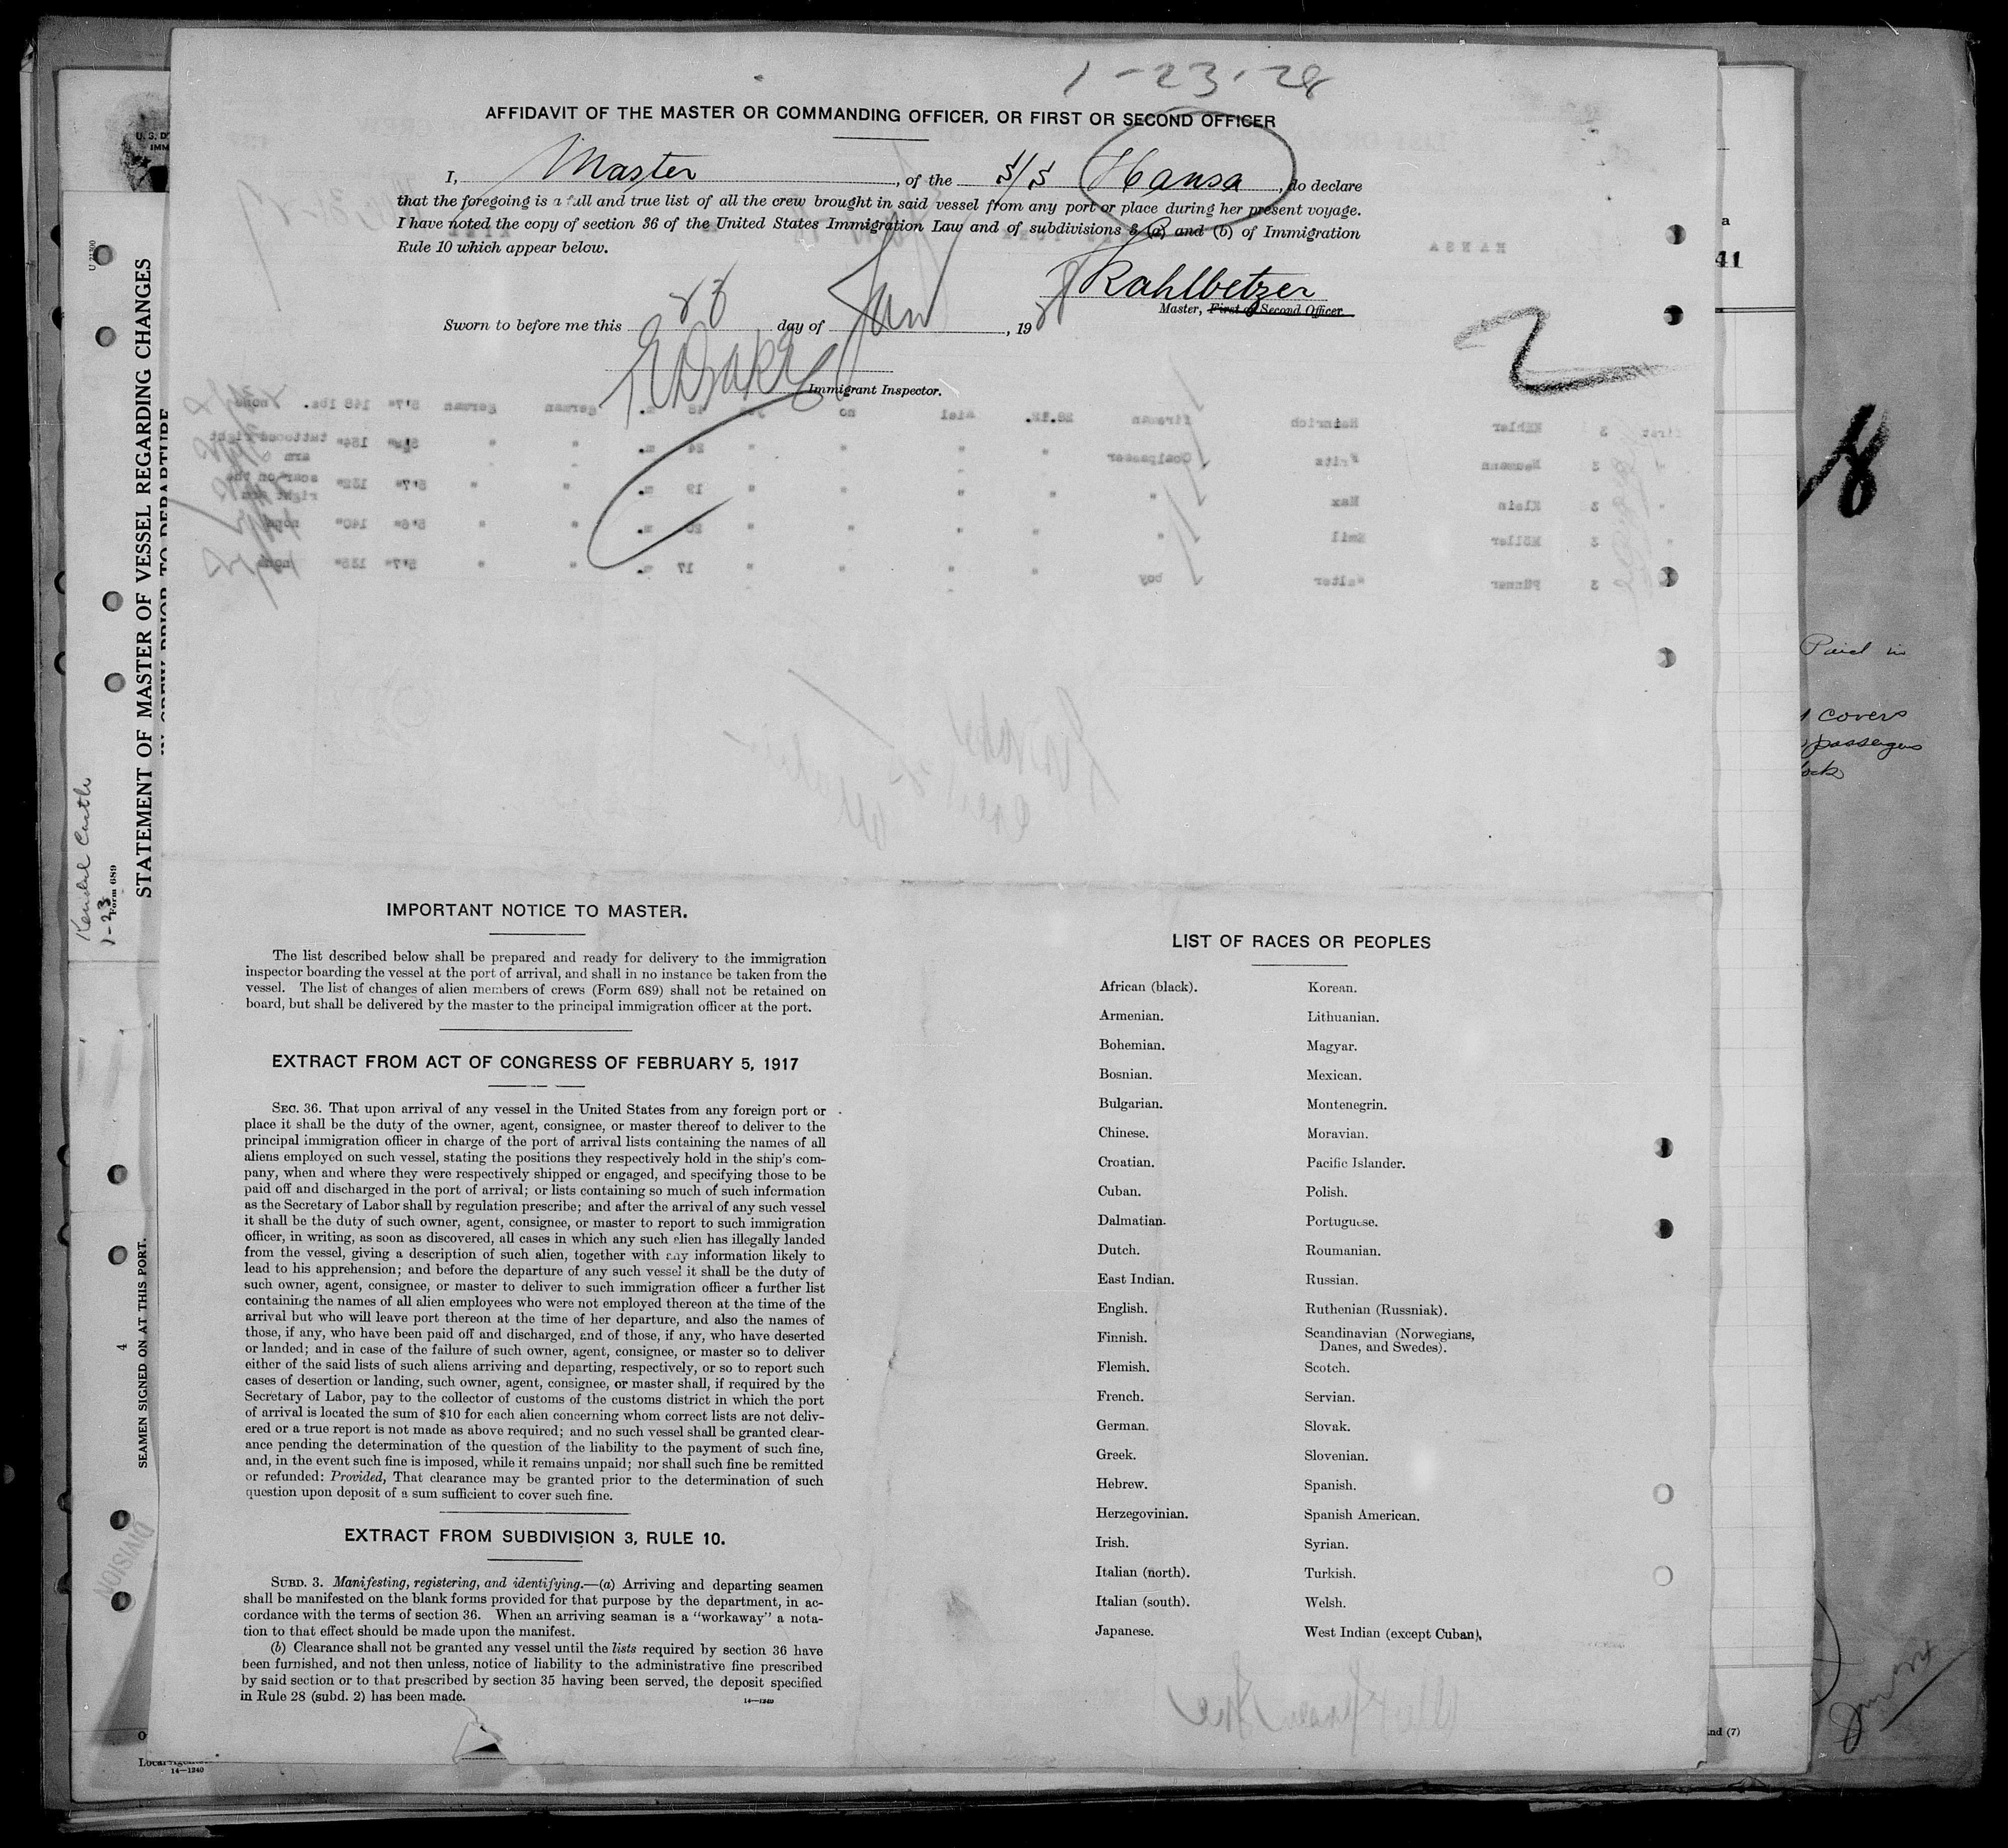 1-23-28
AFFIDAVIT OF THE MASTER OR COMMANDING OFFICER, OR FIRST OR SECOND OFFICER
I, Master, of the S/S Hansa, do declare
that the foregoing is a full and true list of all the crew brought in said vessel from any port or place during her present voyage.
I have noted the copy of section 36 of the United States Immigration Law and of subdivisions (a) and (b) of Immigration
Rule 10 which appear below.
Rahlbetzer
Master, First or Second Officer
Sworn to before me this 23 day of Jan, 1928
Immigrant Inspector.
2
IMPORTANT NOTICE TO MASTER.
The list described below shall be prepared and ready for delivery to the immigration
inspector boarding the vessel at the port of arrival, and shall in no instance be taken from the
vessel. The list of changes of alien members of crews (Form 689) shall not be retained on
board, but shall be delivered by the master to the principal immigration officer at the port.
EXTRACT FROM ACT OF CONGRESS OF FEBRUARY 5, 1917
SEC. 36. That upon arrival of any vessel in the United States from any foreign port or
place it shall be the duty of the owner, agent, consignee, or master thereof to deliver to the
principal immigration officer in charge of the port of arrival lists containing the names of all
aliens employed on such vessel, stating the positions they respectively hold in the ship's com-
pany, when and where they were respectively shipped or engaged, and specifying those to be
paid off and discharged in the port of arrival; or lists containing so much of such information
as the Secretary of Labor shall by regulation prescribe; and after the arrival of any such vessel
it shall be the duty of such owner, agent, consignee, or master to report to such immigration
officer, in writing, as soon as discovered, all cases in which any such alien has illegally landed
from the vessel, giving a description of such alien, together with any information likely to
lead to his apprehension; and before the departure of any such vessel it shall be the duty of
such owner, agent, consignee, or master to deliver to such immigration officer a further list
containing the names of all alien employees who were not employed thereon at the time of the
arrival but who will leave port thereon at the time of her departure, and also the names of
those, if any, who have been paid off and discharged, and of those, if any, who have deserted
or landed; and in case of the failure of such owner, agent, consignee, or master so to deliver
either of the said lists of such aliens arriving and departing, respectively, or so to report such
cases of desertion or landing, such owner, agent, consignee, or master shall, if required by the
Secretary of Labor, pay to the collector of customs of the customs district in which the port
of arrival is located the sum of $10 for each alien concerning whom correct lists are not deliv-
ered or a true report is not made as above required; and no such vessel shall be granted clear-
ance pending the determination of the question of the liability to the payment of such fine,
and, in the event such fine is imposed, while it remains unpaid; nor shall such fine be remitted
or refunded: Provided, That clearance may be granted prior to the determination of such
question upon deposit of a sum sufficient to cover such fine.
EXTRACT FROM SUBDIVISION 3, RULE 10.
SUBD. 3. Manifesting, registering, and identifying.—(a) Arriving and departing seamen
shall be manifested on the blank forms provided for that purpose by the department, in ac-
cordance with the terms of section 36. When an arriving seaman is a "workaway" a nota-
tion to that effect should be made upon the manifest.
(b) Clearance shall not be granted any vessel until the lists required by section 36 have
been furnished, and not then unless, notice of liability to the administrative fine prescribed
by said section or to that prescribed by section 35 having been served, the deposit specified
in Rule 28 (subd. 2) has been made.
14—1240
LIST OF RACES OR PEOPLES
African (black). Korean.
Armenian. Lithuanian.
Bohemian. Magyar.
Bosnian. Mexican.
Bulgarian. Montenegrin.
Chinese. Moravian.
Croatian. Pacific Islander.
Cuban. Polish.
Dalmatian. Portuguese.
Dutch. Roumanian.
East Indian. Russian.
English. Ruthenian (Russniak).
Finnish. Scandinavian (Norwegians,
Danes, and Swedes).
Flemish. Scotch.
French. Servian.
German. Slovak.
Greek. Slovenian.
Hebrew. Spanish.
Herzegovinian. Spanish American.
Irish. Syrian.
Italian (north). Turkish.
Italian (south). Welsh.
Japanese. West Indian (except Cuban).
STATEMENT OF MASTER OF VESSEL REGARDING CHANGES
IN CREW PRIOR TO DEPARTURE
Kendal Castle
1-23
Form 689
SEAMEN SIGNED ON AT THIS PORT.
4
DIVISION
14—1240
41
8
Paid in
covers
passengers
and (7)